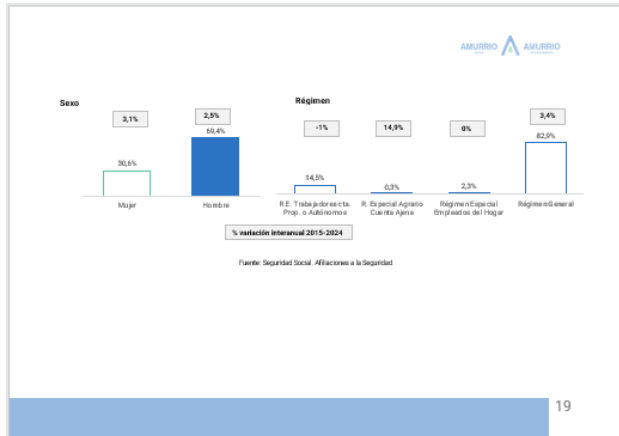 AMURRIO AMURRIO
Sexo
3,1%
2,5%
69,4%
30,6%
Mujer
Hombre
Régimen
-1%
14,9%
0%
3,4%
82,9%
14,5%
0,3%
2,3%
R.E. Trabajadores cta.
Prop. o Autónomos
R. Especial Agrario
Cuenta Ajena
Régimen Especial
Empleados del Hogar
Régimen General
% variación interanual 2015-2024
Fuente: Seguridad Social. Afiliaciones a la Seguridad
19